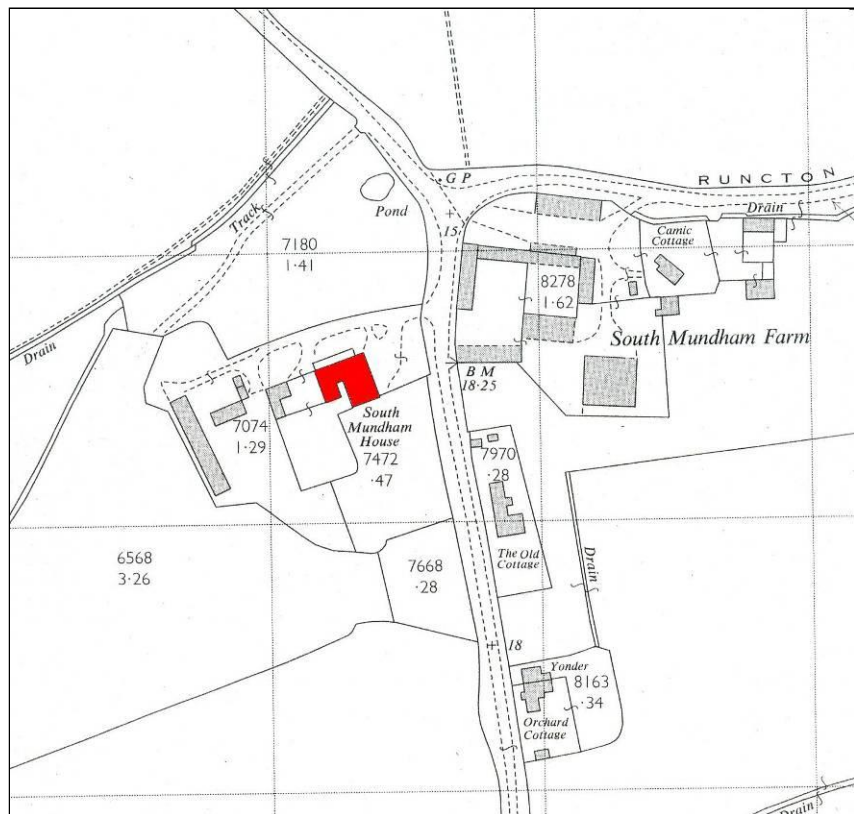 G P
RUNCTON
Drain
Pond
15
Track
Camic
Cottage
7180
1·41
8278
1·62
South Mundham Farm
Drain
B M
18·25
South
Mundham
House
7074
1·29
7472
·47
7970
·28
The Old
Cottage
Drain
6568
3·26
7668
·28
18
Yonder
8163
·34
Orchard
Cottage
Drain